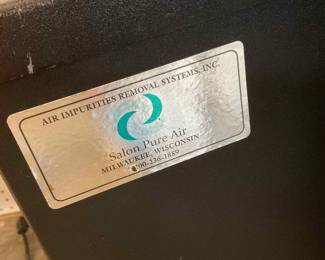 AIR IMPURITIES REMOVAL SYSTEMS, INC.
Salon Pure Air
MILWAUKEE, WISCONSIN